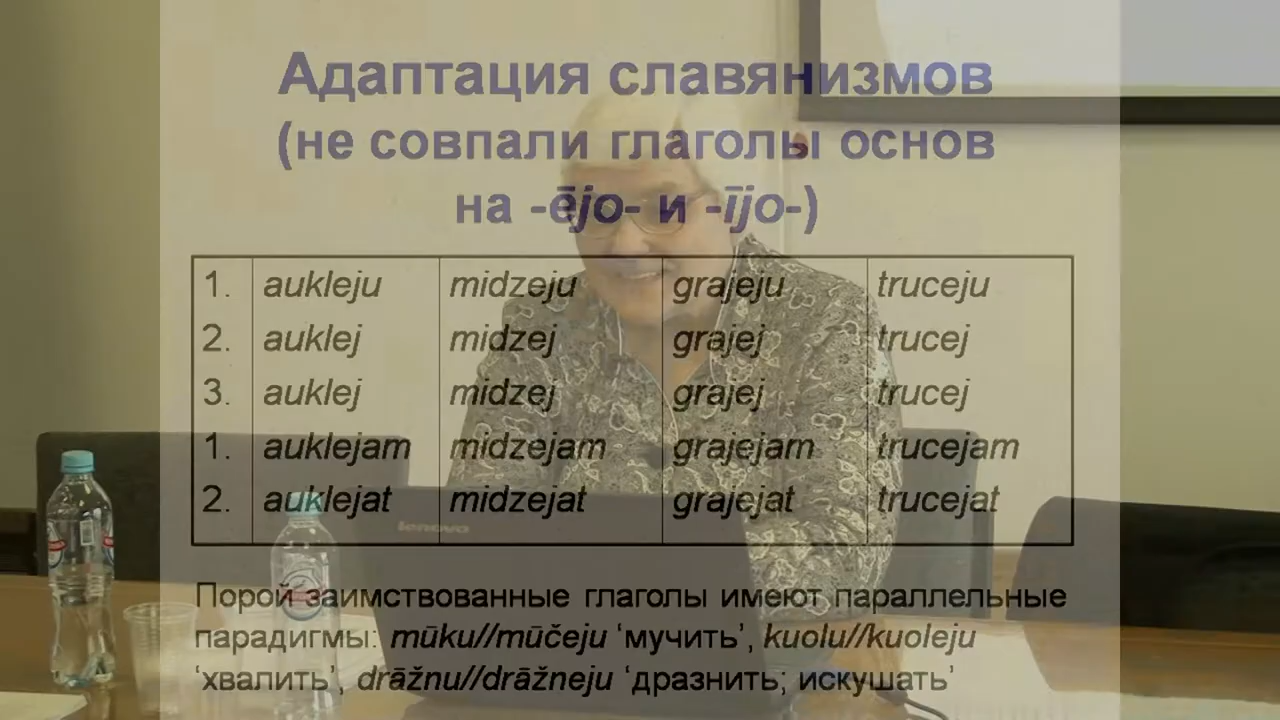 Адаптация славянизмов
(не совпали глаголы основ
на -ējo- и -ījo-)
1. aukleju midzeju grajeju truceju
2. auklej midzej grajej trucej
3. auklej midzej grajej trucej
1. auklejam midzejam grajejam trucejam
2. auklejat midzejat grajejat trucejat
lenovo
Порой заимствованные глаголы имеют параллельные
парадигмы: mūku//mūčeju ‘мучить’, kuolu//kuoleju
‘хвалить’, drāžnu//drāžneju ‘дразнить; искушать’